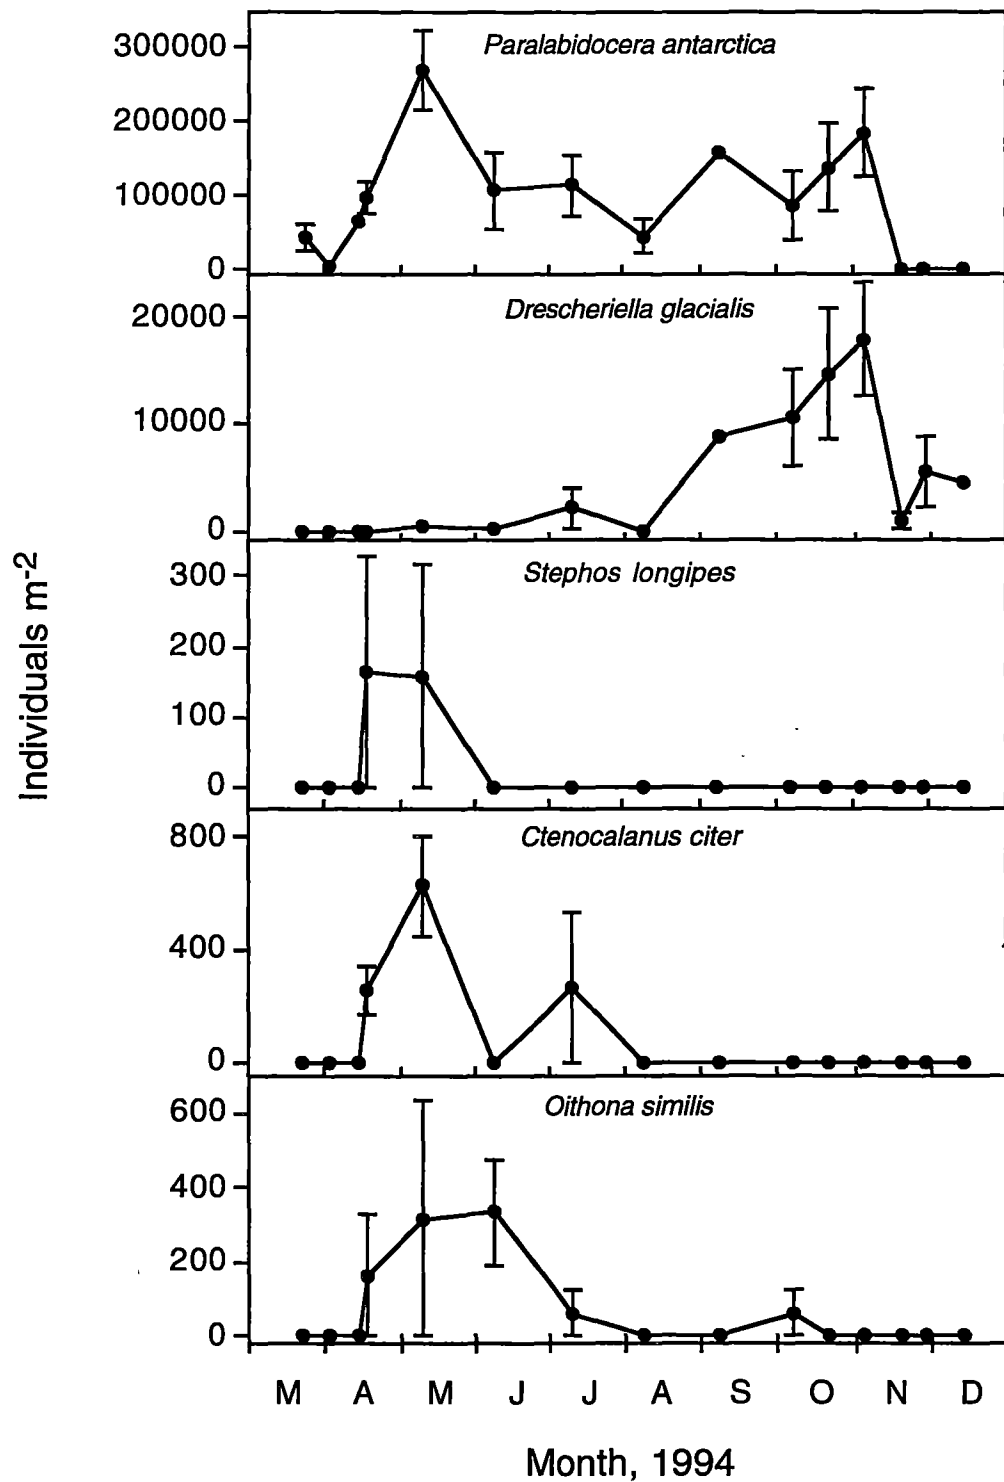 Paralabidocera antarctica
300000
200000
100000
0
Drescheriella glacialis
20000
10000
0
Stephos longipes
300
200
100
0
Ctenocalanus citer
800
400
0
Oithona similis
600
400
200
0
Individuals m-2
M A M J J A S O N D
Month, 1994